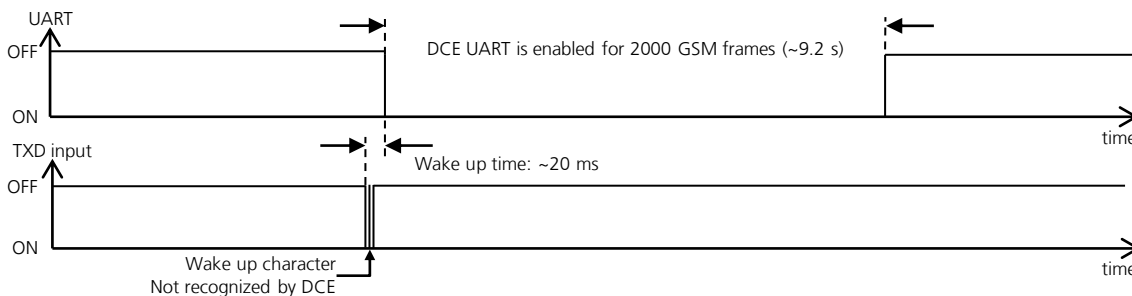 UART
OFF
DCE UART is enabled for 2000 GSM frames (~9.2 s)
ON
time
TXD input
Wake up time: ~20 ms
OFF
ON
time
Wake up character
Not recognized by DCE